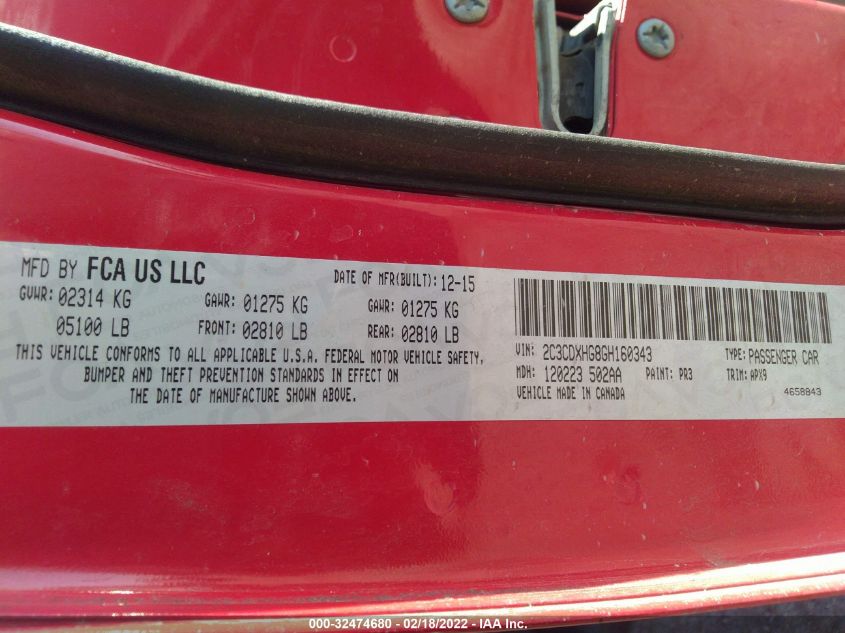 MFD BY FCA US LLC
DATE OF MFR(BUILT): 12-15
GVWR: 02314 KG
GAWR: 01275 KG
GAWR: 01275 KG
05100 LB
FRONT: 02810 LB
REAR: 02810 LB
THIS VEHICLE CONFORMS TO ALL APPLICABLE U.S.A. FEDERAL MOTOR VEHICLE SAFETY,
BUMPER AND THEFT PREVENTION STANDARDS IN EFFECT ON
THE DATE OF MANUFACTURE SHOWN ABOVE.
VIN: 2C3CDXHG8GH160343
TYPE: PASSENGER CAR
MDH: 120223 502AA
PAINT: PR3
TRIM: APX9
VEHICLE MADE IN CANADA
4658843
000-32474680 - 02/18/2022 - IAA Inc.